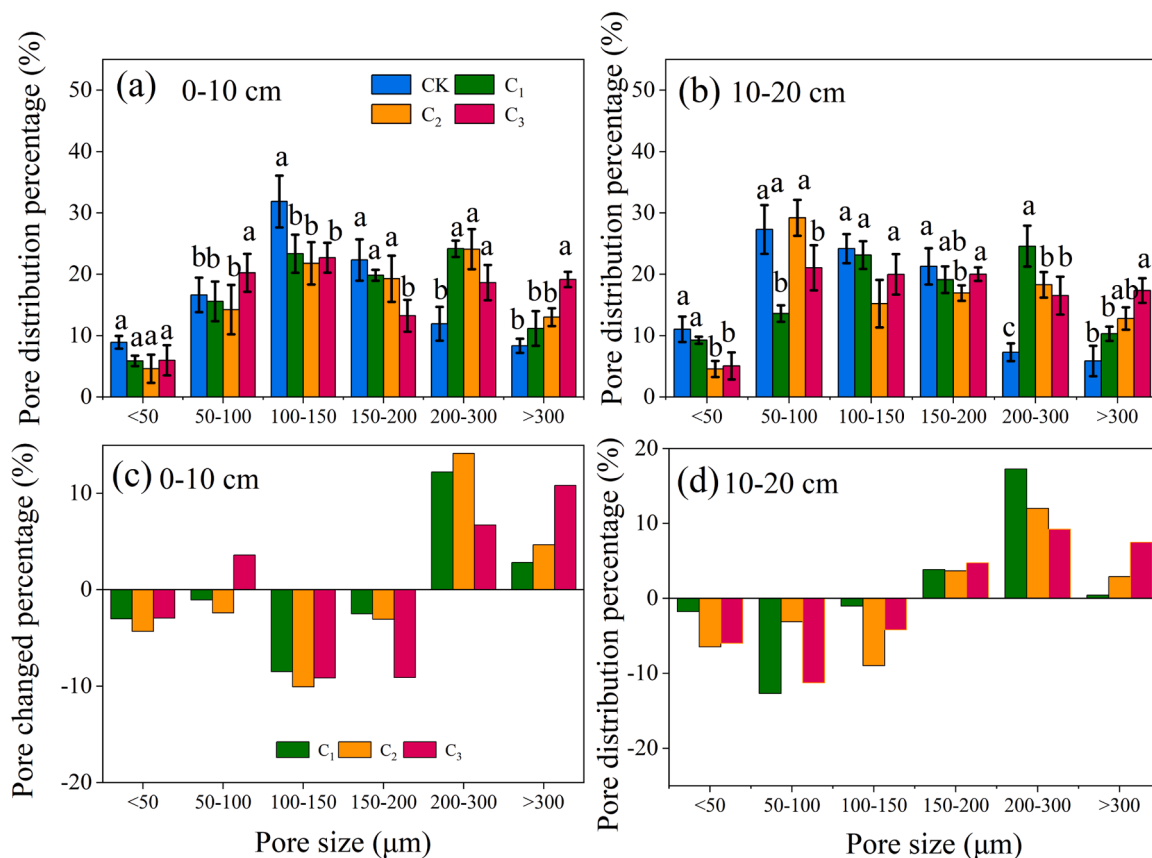 (a) 0-10 cm
CK C₁
C₂ C₃
Pore distribution percentage (%)
50
40
30
20
10
0
a a a a
b b b a
a b b b
a a a b
b a a a
b b b a
<50 50-100 100-150 150-200 200-300 >300
(b) 10-20 cm
Pore distribution percentage (%)
50
40
30
20
10
0
a a b b
a b a b
a a b a
a ab b a
c a b b
b b ab a
<50 50-100 100-150 150-200 200-300 >300
(c) 0-10 cm
Pore changed percentage (%)
10
0
-10
-20
C₁ C₂ C₃
<50 50-100 100-150 150-200 200-300 >300
Pore size (μm)
(d) 10-20 cm
Pore distribution percentage (%)
20
10
0
-10
-20
<50 50-100 100-150 150-200 200-300 >300
Pore size (μm)